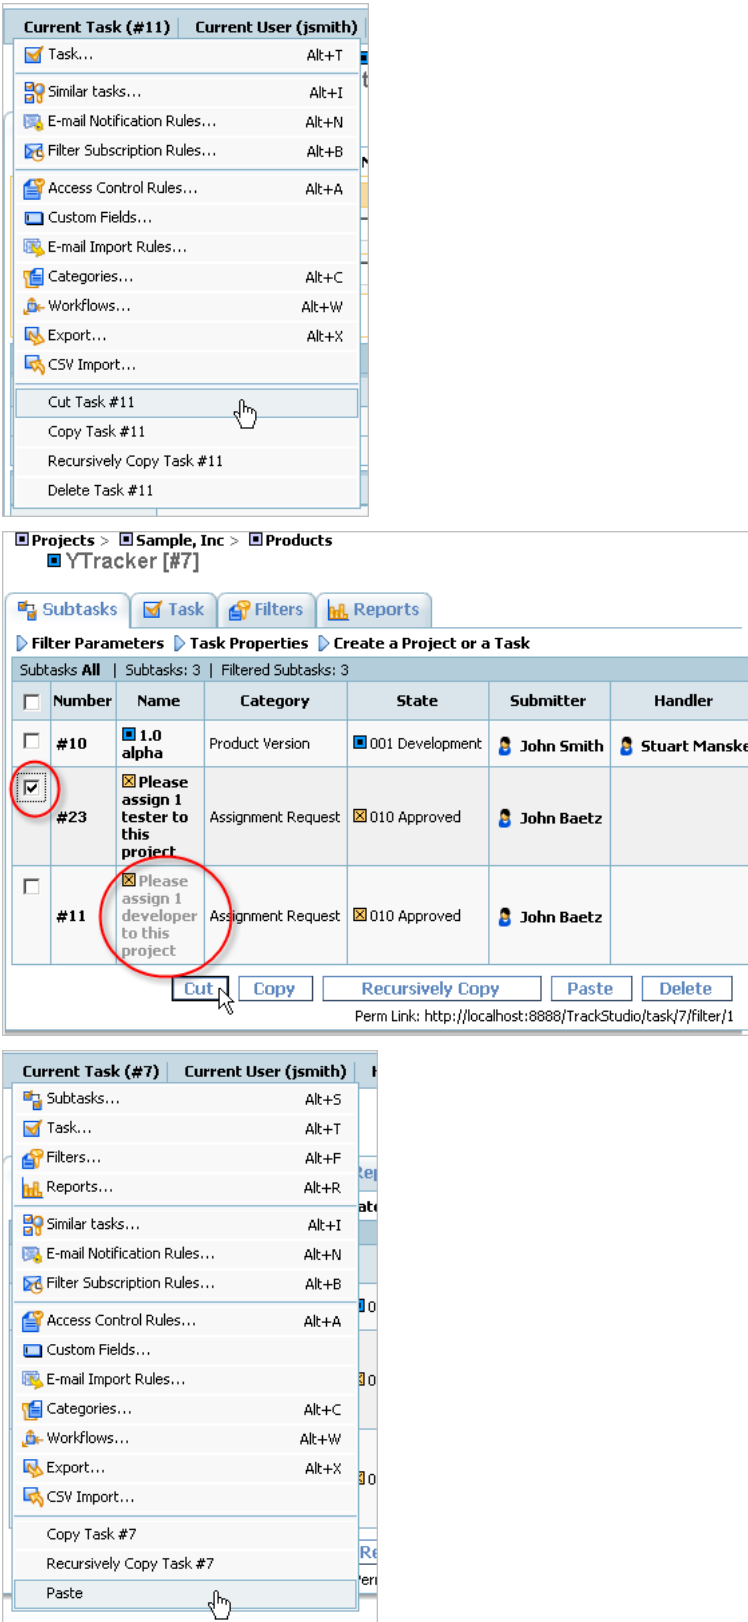 Current Task (#11) Current User (jsmith)
Task... Alt+T
Similar tasks... Alt+I
E-mail Notification Rules... Alt+N
Filter Subscription Rules... Alt+B
Access Control Rules... Alt+A
Custom Fields...
E-mail Import Rules...
Categories... Alt+C
Workflows... Alt+W
Export... Alt+X
CSV Import...
Cut Task #11
Copy Task #11
Recursively Copy Task #11
Delete Task #11
Projects > Sample, Inc > Products
YTracker [#7]
Subtasks Task Filters Reports
Filter Parameters Task Properties Create a Project or a Task
Subtasks All | Subtasks: 3 | Filtered Subtasks: 3
Number Name Category State Submitter Handler
#10 1.0 alpha Product Version 001 Development John Smith Stuart Manske
Please
assign 1
#23 tester to Assignment Request 010 Approved John Baetz
this
project
Please
assign 1
#11 developer Assignment Request 010 Approved John Baetz
to this
project
Cut Copy Recursively Copy Paste Delete
Perm Link: http://localhost:8888/TrackStudio/task/7/filter/1
Current Task (#7) Current User (jsmith)
Subtasks... Alt+S
Task... Alt+T
Filters... Alt+F
Reports... Alt+R
Similar tasks... Alt+I
E-mail Notification Rules... Alt+N
Filter Subscription Rules... Alt+B
Access Control Rules... Alt+A
Custom Fields...
E-mail Import Rules...
Categories... Alt+C
Workflows... Alt+W
Export... Alt+X
CSV Import...
Copy Task #7
Recursively Copy Task #7
Paste